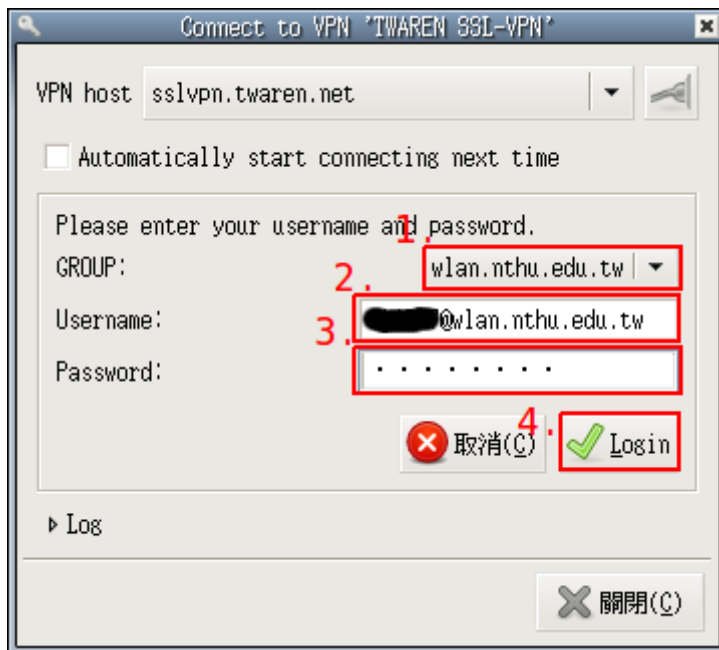 Connect to VPN 'TWAREN SSL-VPN'
VPN host sslvpn.twaren.net
Automatically start connecting next time
Please enter your username and password.
1.
GROUP: wlan.nthu.edu.tw
2.
Username: @wlan.nthu.edu.tw
3.
Password: ........
4.
取消(C) Login
Log
關閉(C)